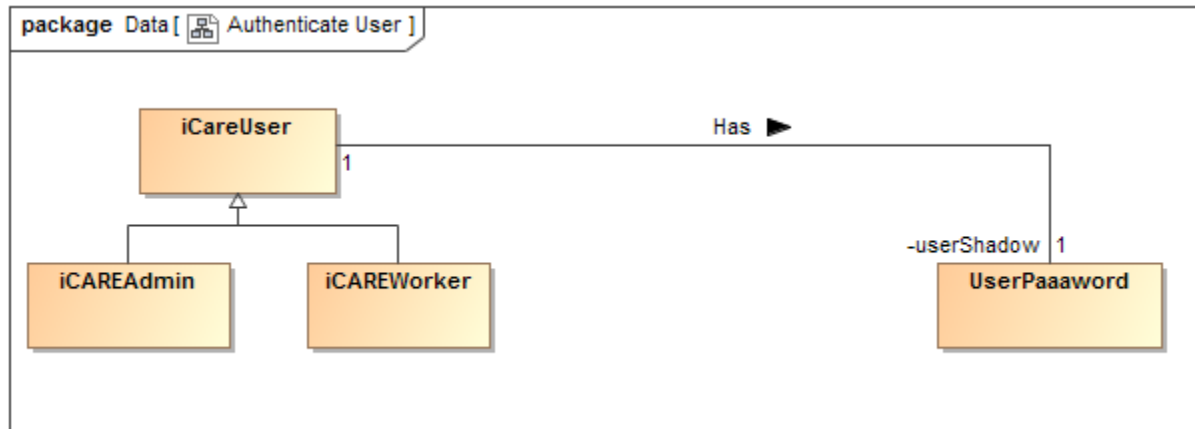 package Data [ Authenticate User ]
iCareUser
Has
1
-userShadow 1
iCAREAdmin iCAREWorker UserPaaaword